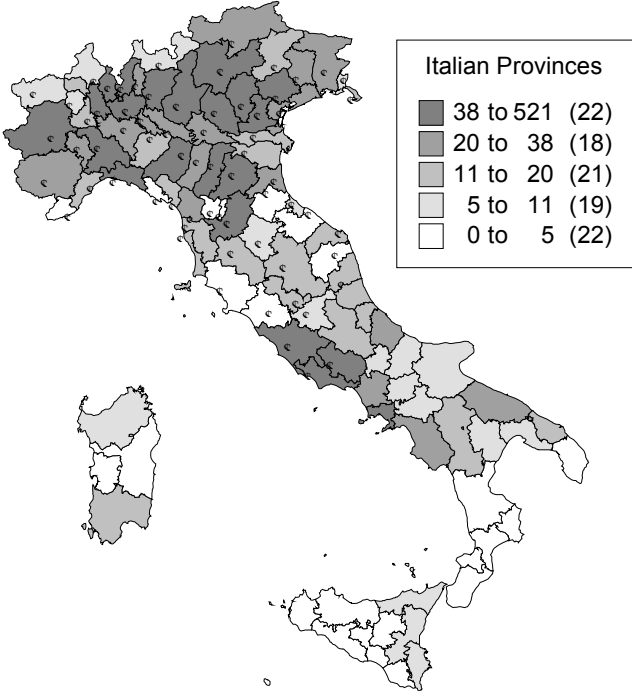 Italian Provinces
38 to 521 (22)
20 to 38 (18)
11 to 20 (21)
5 to 11 (19)
0 to 5 (22)